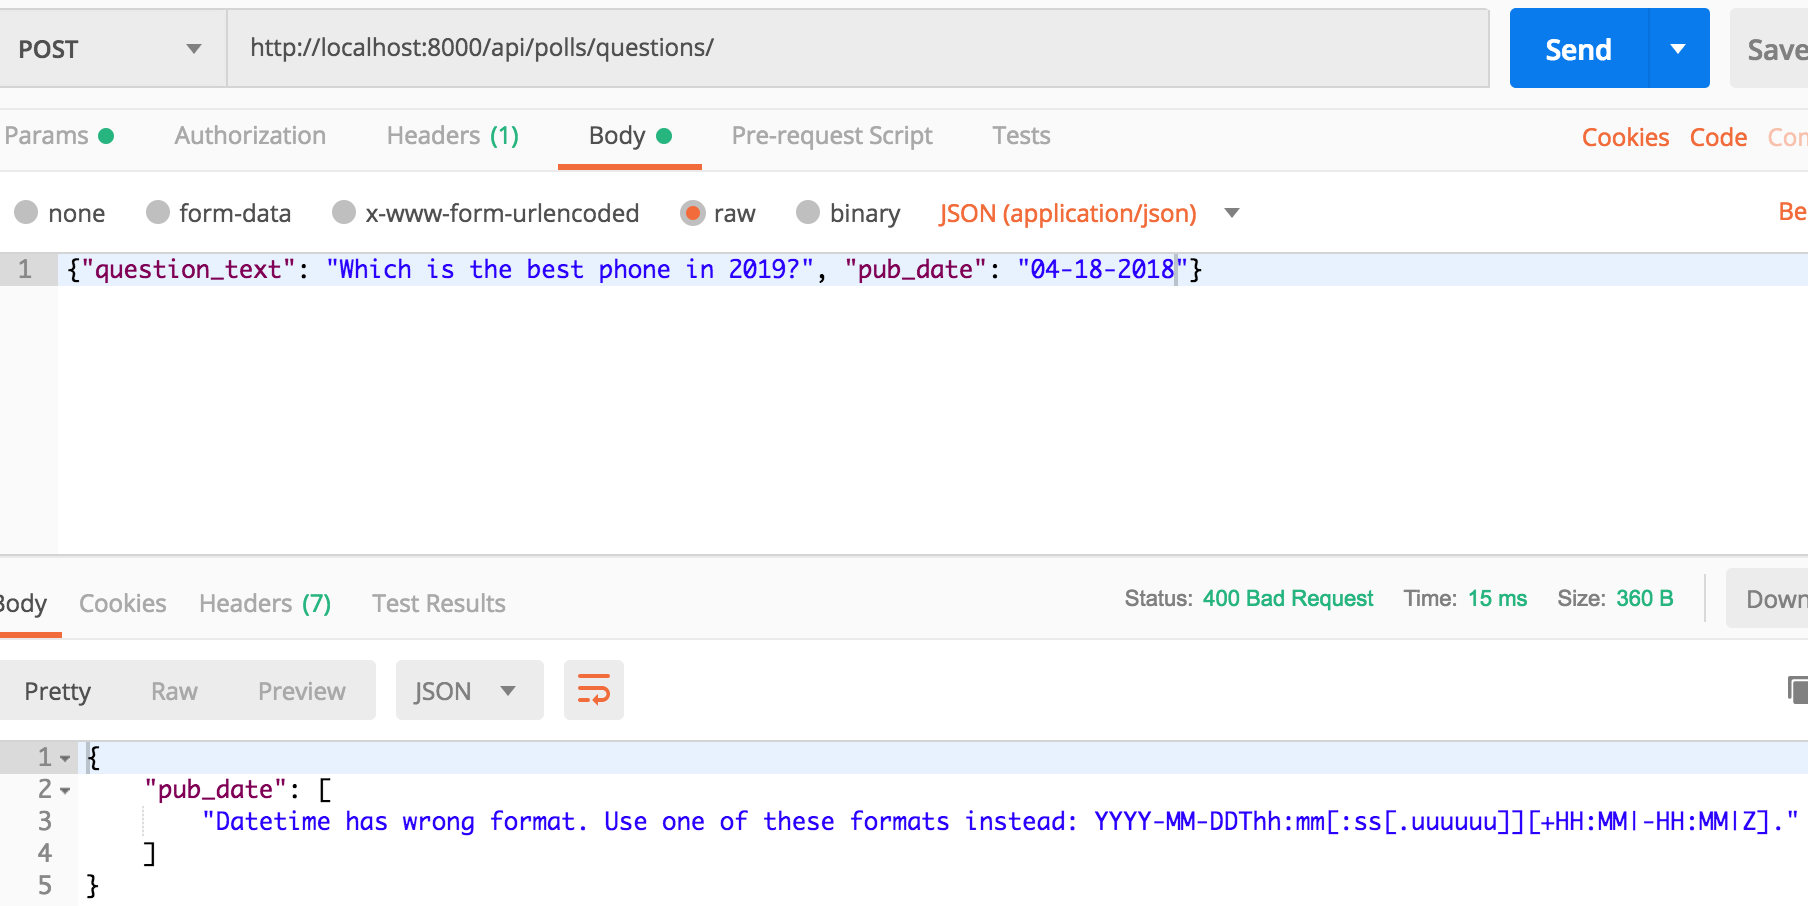 POST http://localhost:8000/api/polls/questions/ Send Save
Params Authorization Headers (1) Body Pre-request Script Tests Cookies Code
none form-data x-www-form-urlencoded raw binary JSON (application/json)
1 {"question_text": "Which is the best phone in 2019?", "pub_date": "04-18-2018"}
Body Cookies Headers (7) Test Results Status: 400 Bad Request Time: 15 ms Size: 360 B Down
Pretty Raw Preview JSON
1 {
2 "pub_date": [
3 "Datetime has wrong format. Use one of these formats instead: YYYY-MM-DDThh:mm[:ss[.uuuuuu]][+HH:MM|-HH:MM|Z]."
4 ]
5 }